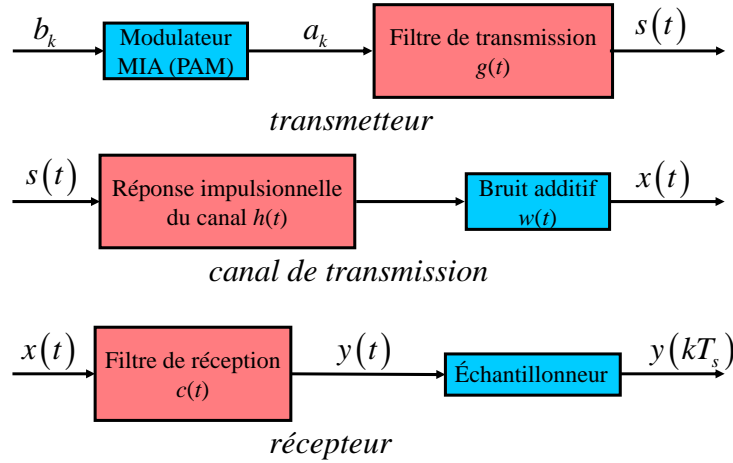 b_k
Modulateur
MIA (PAM)
a_k
Filtre de transmission
g(t)
s(t)
transmetteur
s(t)
Réponse impulsionnelle
du canal h(t)
Bruit additif
w(t)
x(t)
canal de transmission
x(t)
Filtre de réception
c(t)
y(t)
Échantillonneur
y(kT_s)
récepteur